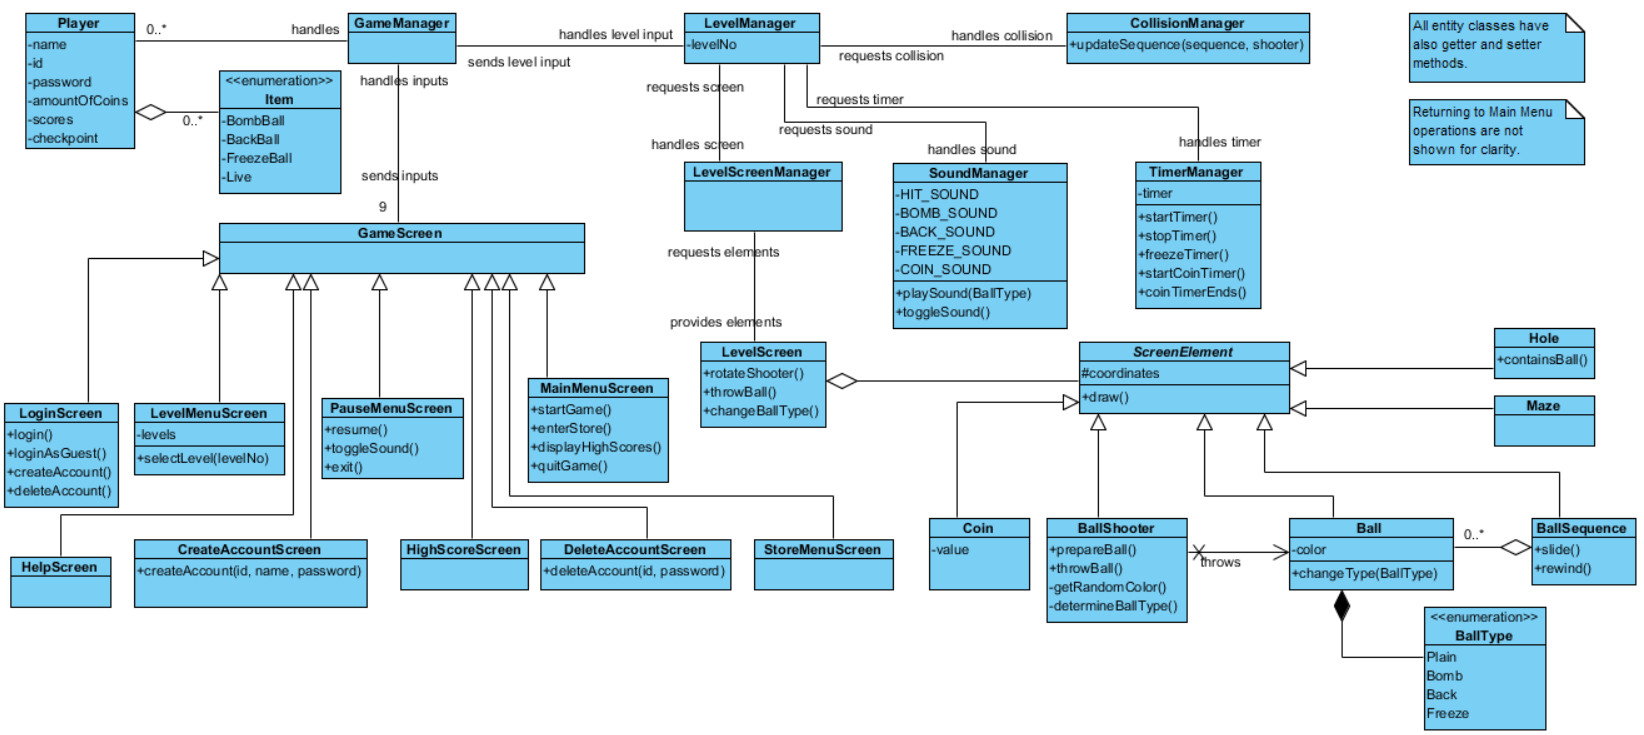 Player
-name
-id
-password
-amountOfCoins
-scores
-checkpoint
0..*
handles
GameManager
handles level input
sends level input
LevelManager
-levelNo
handles collision
requests collision
CollisionManager
+updateSequence(sequence, shooter)
All entity classes have
also getter and setter
methods.
Returning to Main Menu
operations are not
shown for clarity.
0..*
<<enumeration>>
Item
-BombBall
-BackBall
-FreezeBall
-Live
handles inputs
sends inputs
9
requests screen
handles screen
requests timer
requests sound
handles sound
handles timer
LevelScreenManager
SoundManager
-HIT_SOUND
-BOMB_SOUND
-BACK_SOUND
-FREEZE_SOUND
-COIN_SOUND
+playSound(BallType)
+toggleSound()
TimerManager
-timer
+startTimer()
+stopTimer()
+freezeTimer()
+startCoinTimer()
+coinTimerEnds()
GameScreen
requests elements
provides elements
LevelScreen
+rotateShooter()
+throwBall()
+changeBallType()
ScreenElement
#coordinates
+draw()
Hole
+containsBall()
Maze
LoginScreen
+login()
+loginAsGuest()
+createAccount()
+deleteAccount()
LevelMenuScreen
-levels
+selectLevel(levelNo)
PauseMenuScreen
+resume()
+toggleSound()
+exit()
MainMenuScreen
+startGame()
+enterStore()
+displayHighScores()
+quitGame()
HelpScreen
CreateAccountScreen
+createAccount(id, name, password)
HighScoreScreen
DeleteAccountScreen
+deleteAccount(id, password)
StoreMenuScreen
Coin
-value
BallShooter
+prepareBall()
+throwBall()
-getRandomColor()
-determineBallType()
throws
Ball
-color
+changeType(BallType)
0..*
BallSequence
+slide()
+rewind()
<<enumeration>>
BallType
Plain
Bomb
Back
Freeze